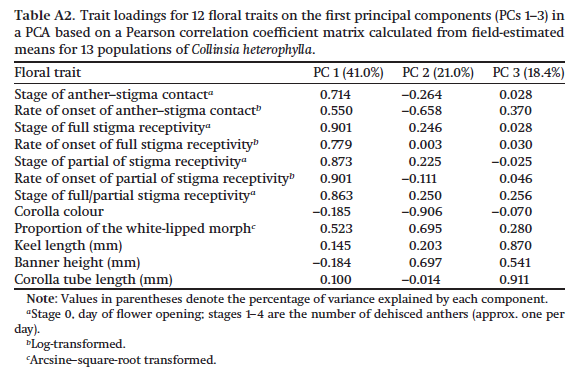 Table A2. Trait loadings for 12 floral traits on the first principal components (PCs 1–3) in
a PCA based on a Pearson correlation coefficient matrix calculated from field-estimated
means for 13 populations of Collinsia heterophylla.
Floral trait PC 1 (41.0%) PC 2 (21.0%) PC 3 (18.4%)
Stage of anther–stigma contactᵃ 0.714 −0.264 0.028
Rate of onset of anther–stigma contactᵇ 0.550 −0.658 0.370
Stage of full stigma receptivityᵃ 0.901 0.246 0.028
Rate of onset of full stigma receptivityᵇ 0.779 0.003 0.030
Stage of partial of stigma receptivityᵃ 0.873 0.225 −0.025
Rate of onset of partial of stigma receptivityᵇ 0.901 −0.111 0.046
Stage of full/partial stigma receptivityᵃ 0.863 0.250 0.256
Corolla colour −0.185 −0.906 −0.070
Proportion of the white-lipped morphᶜ 0.523 0.695 0.280
Keel length (mm) 0.145 0.203 0.870
Banner height (mm) −0.184 0.697 0.541
Corolla tube length (mm) 0.100 −0.014 0.911
Note: Values in parentheses denote the percentage of variance explained by each component.
ᵃStage 0, day of flower opening; stages 1–4 are the number of dehisced anthers (approx. one per
day).
ᵇLog-transformed.
ᶜArcsine–square-root transformed.